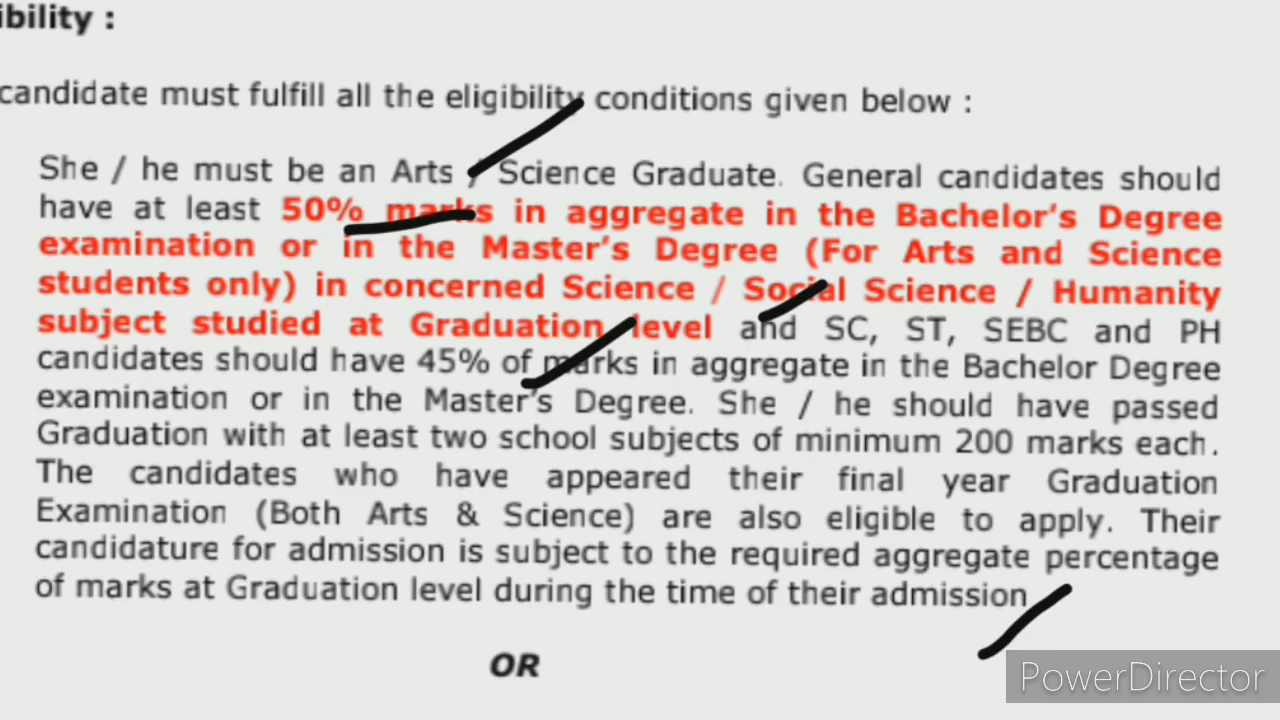 ibility :
candidate must fulfill all the eligibility conditions given below :
She / he must be an Arts / Science Graduate. General candidates should
have at least 50% marks in aggregate in the Bachelor's Degree
examination or in the Master's Degree (For Arts and Science
students only) in concerned Science / Social Science / Humanity
subject studied at Graduation level and SC, ST, SEBC and PH
candidates should have 45% of marks in aggregate in the Bachelor Degree
examination or in the Master's Degree. She / he should have passed
Graduation with at least two school subjects of minimum 200 marks each.
The candidates who have appeared their final year Graduation
Examination (Both Arts & Science) are also eligible to apply. Their
candidature for admission is subject to the required aggregate percentage
of marks at Graduation level during the time of their admission
OR
PowerDirector